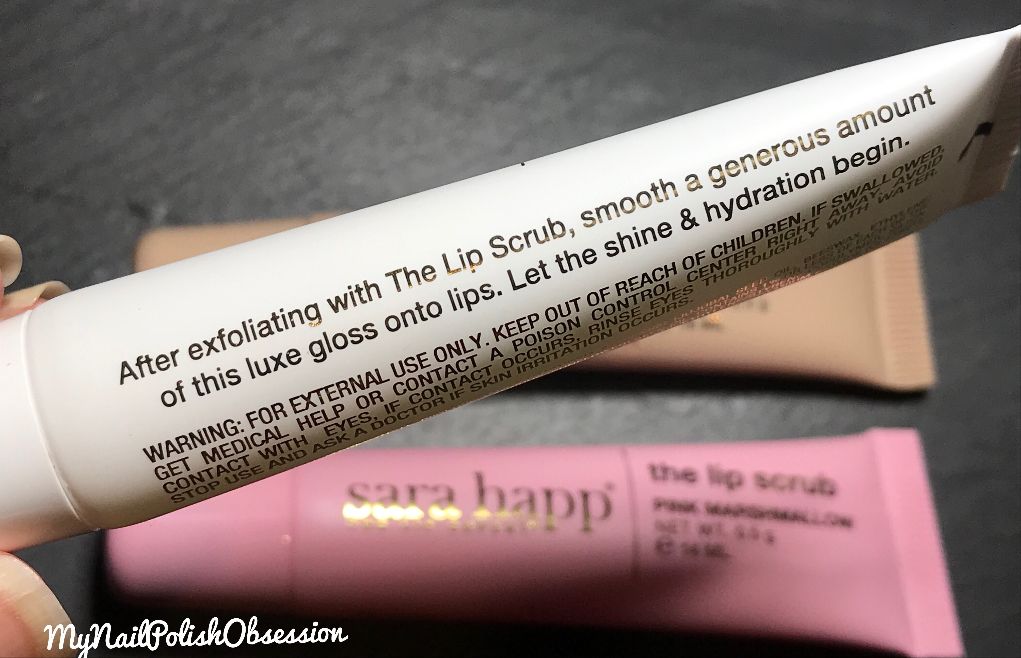 After exfoliating with The Lip Scrub, smooth a generous amount
of this luxe gloss onto lips. Let the shine & hydration begin.
WARNING: FOR EXTERNAL USE ONLY. KEEP OUT OF REACH OF CHILDREN. IF SWALLOWED,
GET MEDICAL HELP OR CONTACT A POISON CONTROL CENTER RIGHT AWAY. AVOID
CONTACT WITH EYES, IF CONTACT OCCURS, RINSE EYES THOROUGHLY WITH WATER.
STOP USE AND ASK A DOCTOR IF SKIN IRRITATION OCCURS.
sara happ®
the lip scrub
PINK MARSHMALLOW
NET WT.
MyNailPolishObsession